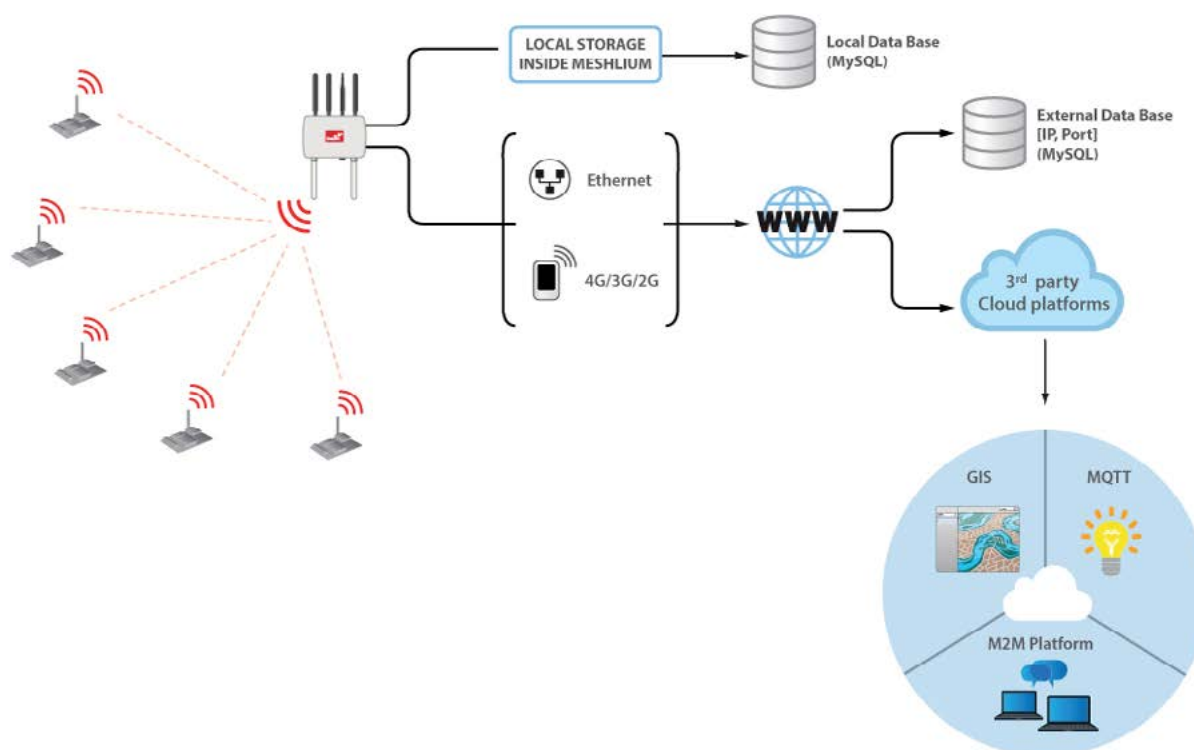 LOCAL STORAGE
INSIDE MESHLIUM
Local Data Base
(MySQL)
External Data Base
[IP, Port]
(MySQL)
Ethernet
4G/3G/2G
WWW
3rd party
Cloud platforms
GIS
MQTT
M2M Platform